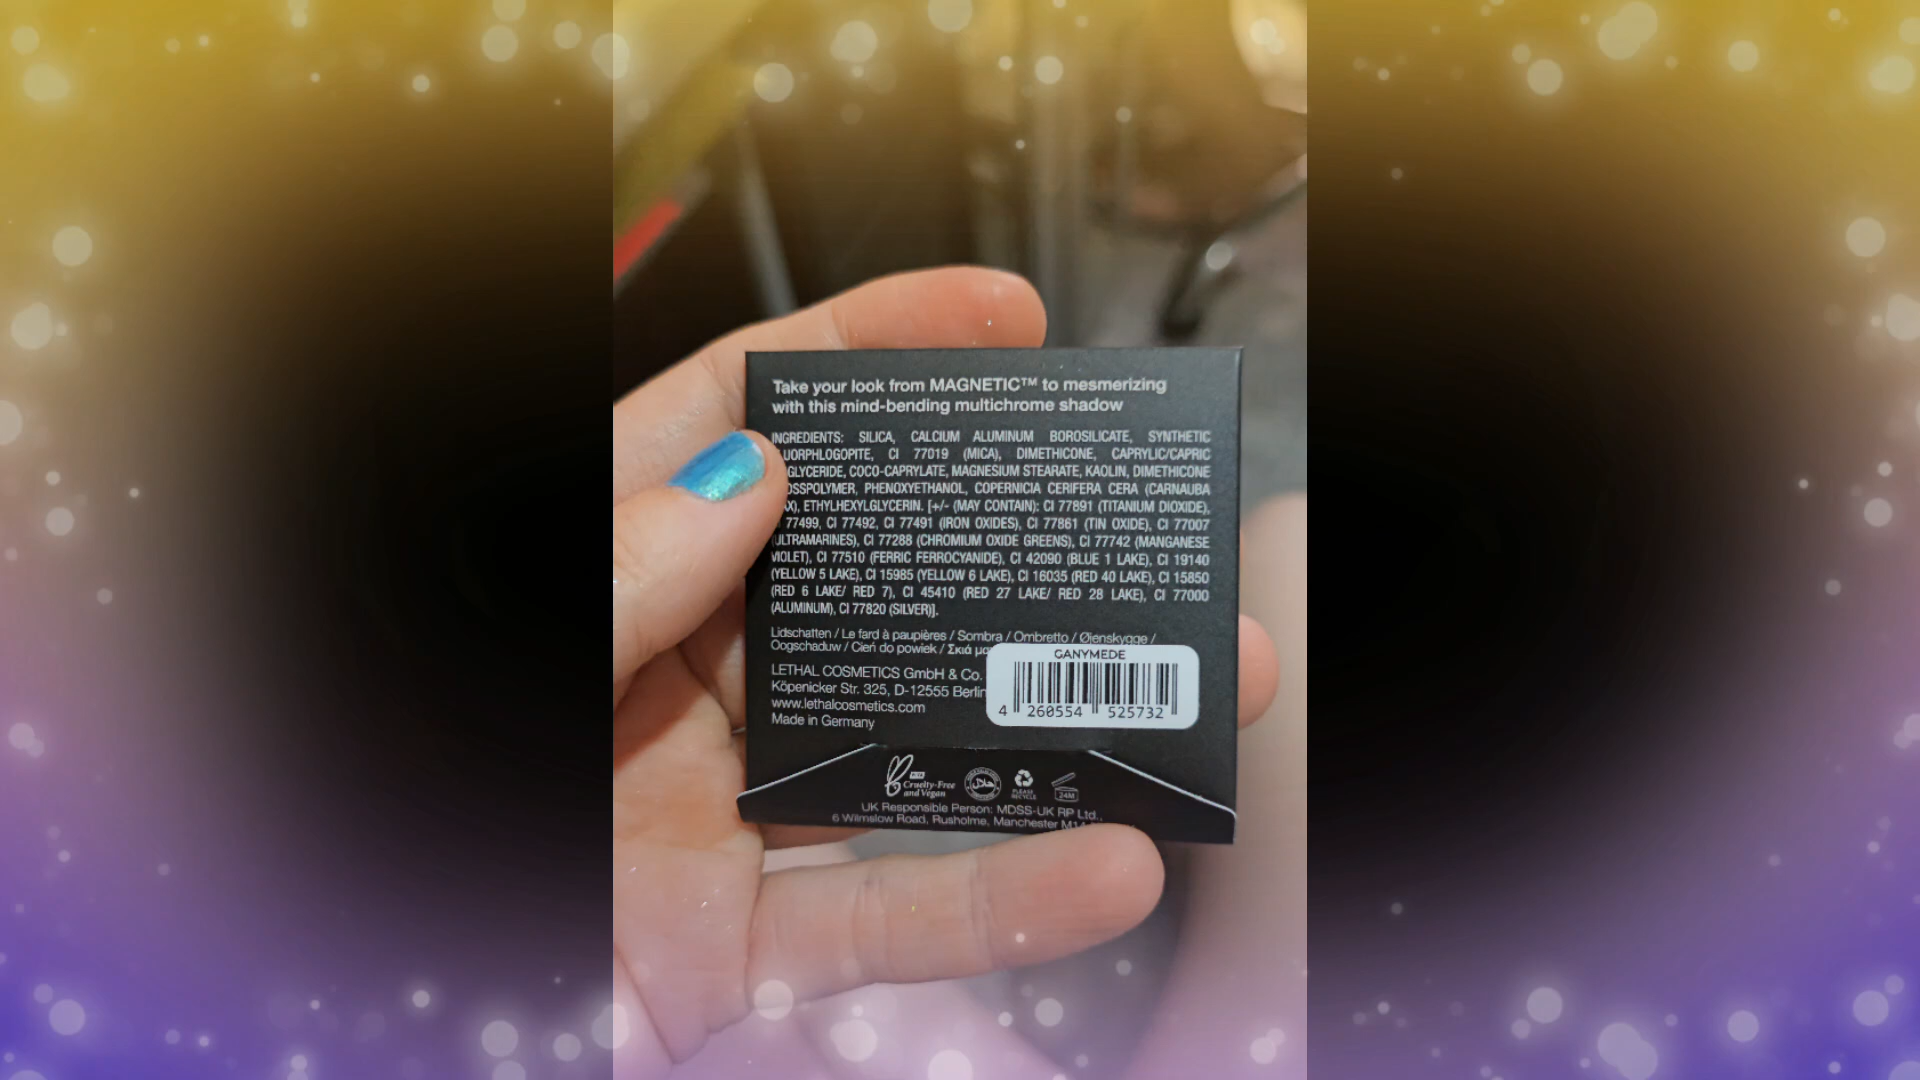 Take your look from MAGNETIC™ to mesmerizing
with this mind-bending multichrome shadow
INGREDIENTS: SILICA, CALCIUM ALUMINUM BOROSILICATE, SYNTHETIC
UORPHLOGOPITE, CI 77019 (MICA), DIMETHICONE, CAPRYLIC/CAPRIC
GLYCERIDE, COCO-CAPRYLATE, MAGNESIUM STEARATE, KAOLIN, DIMETHICONE
OSSPOLYMER, PHENOXYETHANOL, COPERNICIA CERIFERA CERA (CARNAUBA
AX), ETHYLHEXYLGLYCERIN. [+/- (MAY CONTAIN): CI 77891 (TITANIUM DIOXIDE),
77499, CI 77492, CI 77491 (IRON OXIDES), CI 77861 (TIN OXIDE), CI 77007
(ULTRAMARINES), CI 77288 (CHROMIUM OXIDE GREENS), CI 77742 (MANGANESE
VIOLET), CI 77510 (FERRIC FERROCYANIDE), CI 42090 (BLUE 1 LAKE), CI 19140
(YELLOW 5 LAKE), CI 15985 (YELLOW 6 LAKE), CI 16035 (RED 40 LAKE), CI 15850
(RED 6 LAKE/ RED 7), CI 45410 (RED 27 LAKE/ RED 28 LAKE), CI 77000
(ALUMINUM), CI 77820 (SILVER)].
Lidschatten / Le fard à paupières / Sombra / Ombretto / Øjenskygge /
Oogschaduw / Cień do powiek / Σκιά μα
GANYMEDE
LETHAL COSMETICS GmbH & Co.
Köpenicker Str. 325, D-12555 Berlin
www.lethalcosmetics.com
Made in Germany
4 260554 525732
Cruelty-Free
and Vegan
حلال
PLEASE
RECYCLE
24M
UK Responsible Person: MDSS-UK RP Ltd.,
6 Wilmslow Road, Rusholme, Manchester